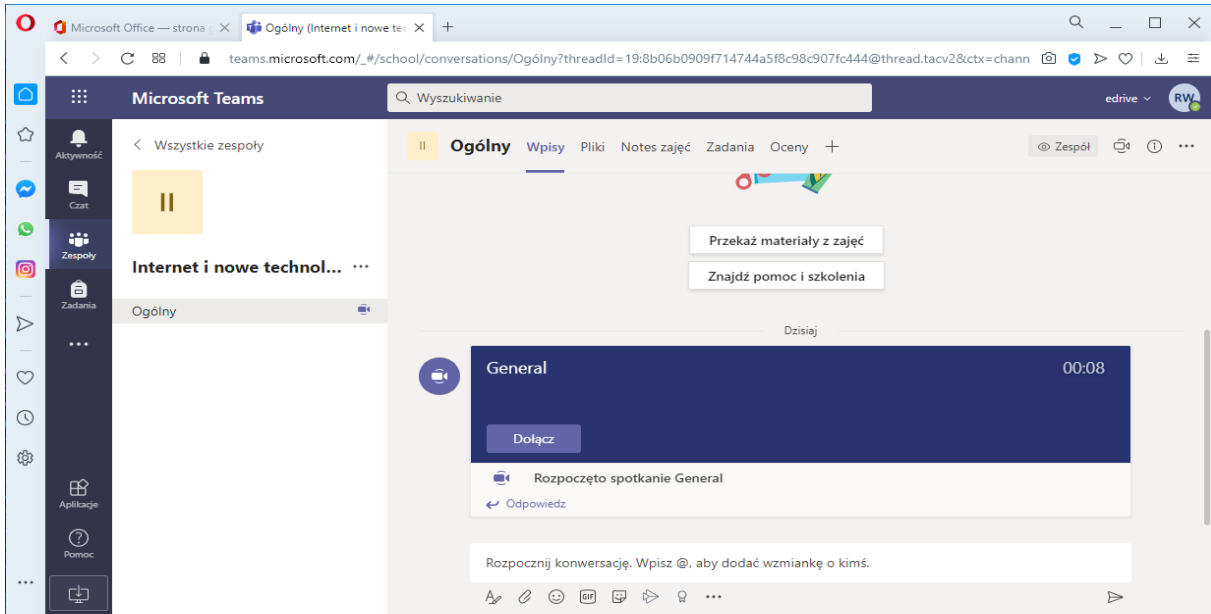 Microsoft Office — strona g
Ogólny (Internet i nowe tec
teams.microsoft.com/_#/school/conversations/Ogólny?threadId=19:8b06b0909f714744a5f8c98c907fc444@thread.tacv2&ctx=chann
Microsoft Teams
Wyszukiwanie
edrive
RW
Aktywność
Czat
Zespoły
Zadania
Aplikacje
Pomoc
Wszystkie zespoły
II
Internet i nowe technol... ...
Ogólny
II Ogólny Wpisy Pliki Notes zajęć Zadania Oceny +
Zespół
Przekaż materiały z zajęć
Znajdź pomoc i szkolenia
Dzisiaj
General 00:08
Dołącz
Rozpoczęto spotkanie General
Odpowiedz
Rozpocznij konwersację. Wpisz @, aby dodać wzmiankę o kimś.
GIF